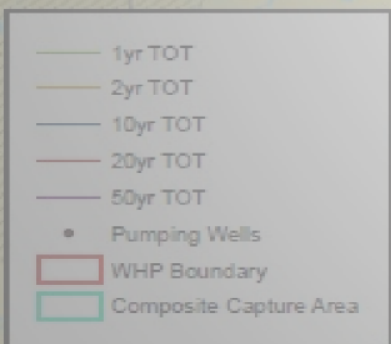 1yr TOT
2yr TOT
10yr TOT
20yr TOT
50yr TOT
Pumping Wells
WHP Boundary
Composite Capture Area